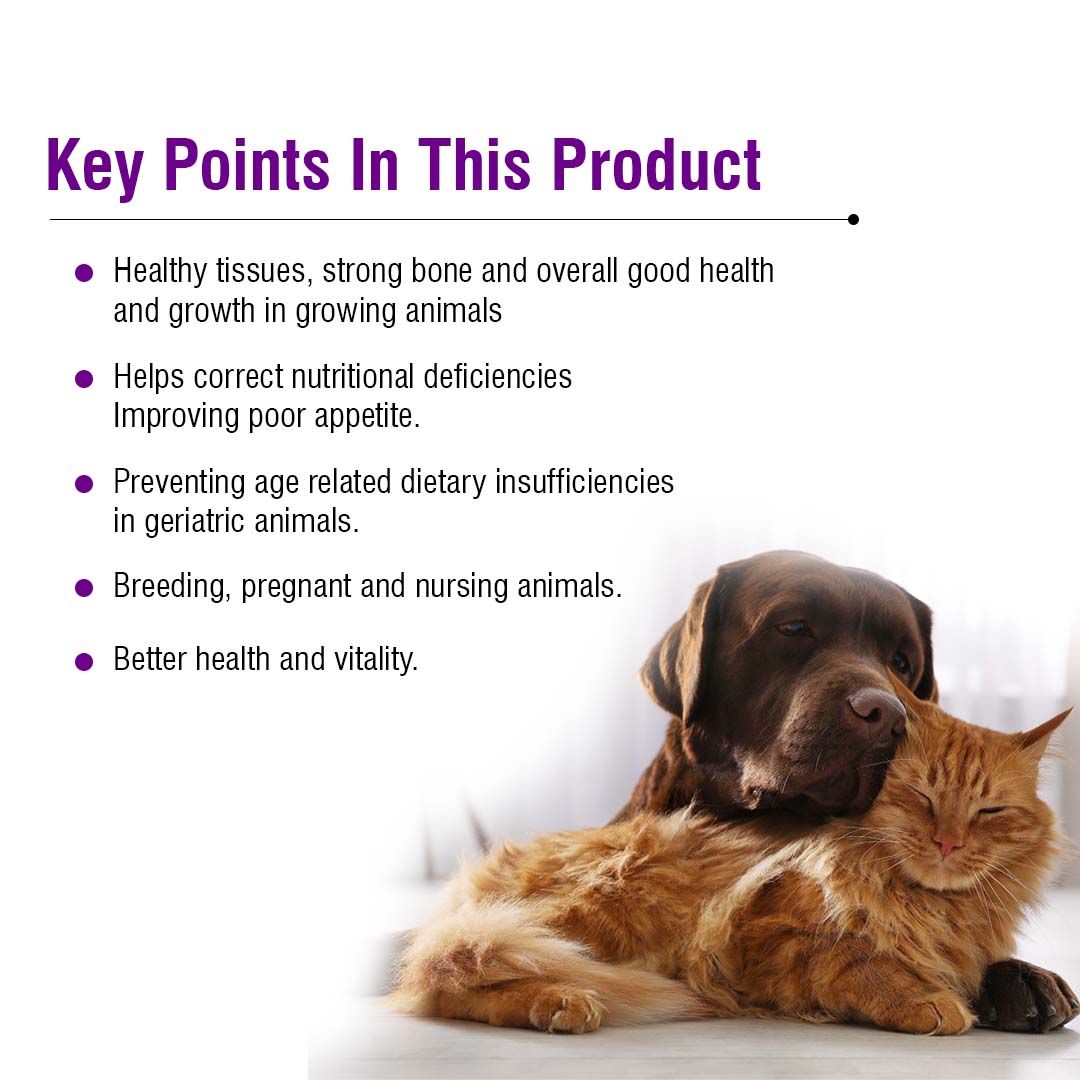 Key Points In This Product
Healthy tissues, strong bone and overall good health
and growth in growing animals
Helps correct nutritional deficiencies
Improving poor appetite.
Preventing age related dietary insufficiencies
in geriatric animals.
Breeding, pregnant and nursing animals.
Better health and vitality.